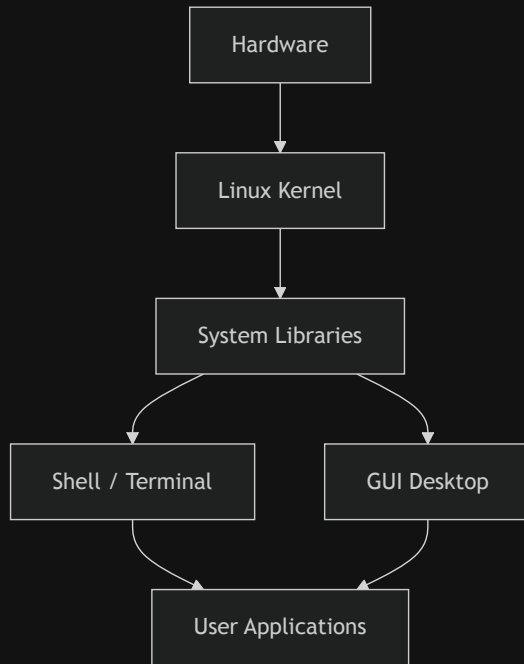 Hardware
Linux Kernel
System Libraries
Shell / Terminal
GUI Desktop
User Applications